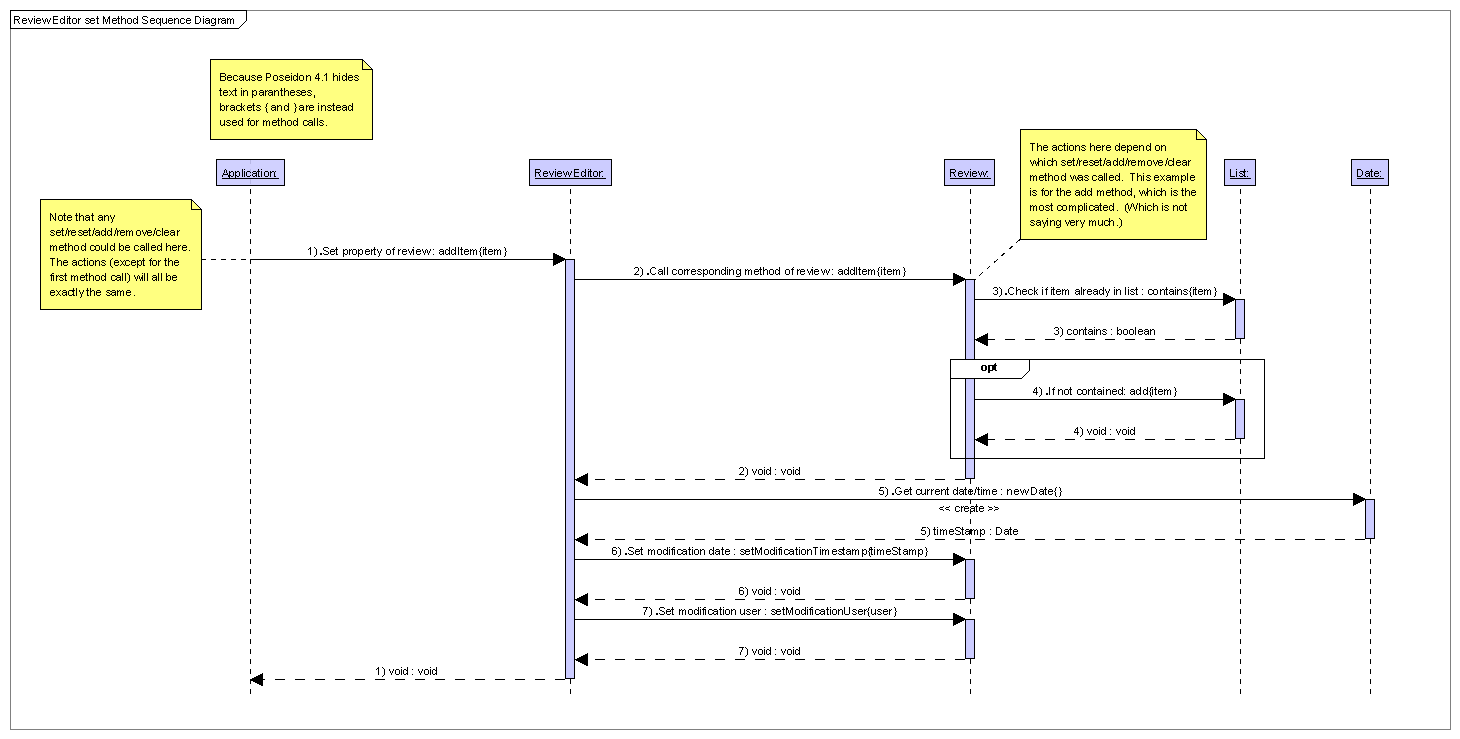 ReviewEditor set Method Sequence Diagram
Because Poseidon 4.1 hides
text in parantheses,
brackets { and } are instead
used for method calls.
The actions here depend on
which set/reset/add/remove/clear
method was called.  This example
is for the add method, which is the
most complicated.  (Which is not
saying very much.)
Application:
ReviewEditor:
Review:
List:
Date:
Note that any
set/reset/add/remove/clear
method could be called here.
The actions (except for the
first method call) will all be
exactly the same.
1) .Set property of review: addItem{item}
2) .Call corresponding method of review: addItem{item}
3) .Check if item already in list : contains{item}
3) contains : boolean
opt
4) .If not contained: add{item}
4) void : void
2) void : void
5) .Get current date/time : newDate{}
<< create >>
5) timeStamp : Date
6) .Set modification date : setModificationTimestamp{timeStamp}
6) void : void
7) .Set modification user : setModificationUser{user}
7) void : void
1) void : void